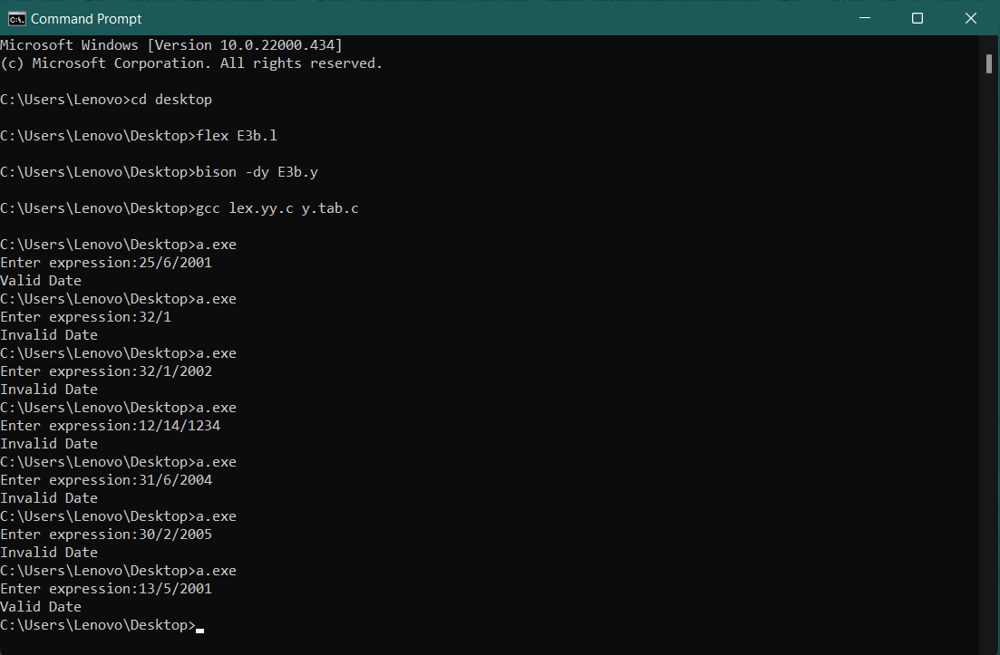 Command Prompt
Microsoft Windows [Version 10.0.22000.434]
(c) Microsoft Corporation. All rights reserved.
C:\Users\Lenovo>cd desktop
C:\Users\Lenovo\Desktop>flex E3b.l
C:\Users\Lenovo\Desktop>bison -dy E3b.y
C:\Users\Lenovo\Desktop>gcc lex.yy.c y.tab.c
C:\Users\Lenovo\Desktop>a.exe
Enter expression:25/6/2001
Valid Date
C:\Users\Lenovo\Desktop>a.exe
Enter expression:32/1
Invalid Date
C:\Users\Lenovo\Desktop>a.exe
Enter expression:32/1/2002
Invalid Date
C:\Users\Lenovo\Desktop>a.exe
Enter expression:12/14/1234
Invalid Date
C:\Users\Lenovo\Desktop>a.exe
Enter expression:31/6/2004
Invalid Date
C:\Users\Lenovo\Desktop>a.exe
Enter expression:30/2/2005
Invalid Date
C:\Users\Lenovo\Desktop>a.exe
Enter expression:13/5/2001
Valid Date
C:\Users\Lenovo\Desktop>